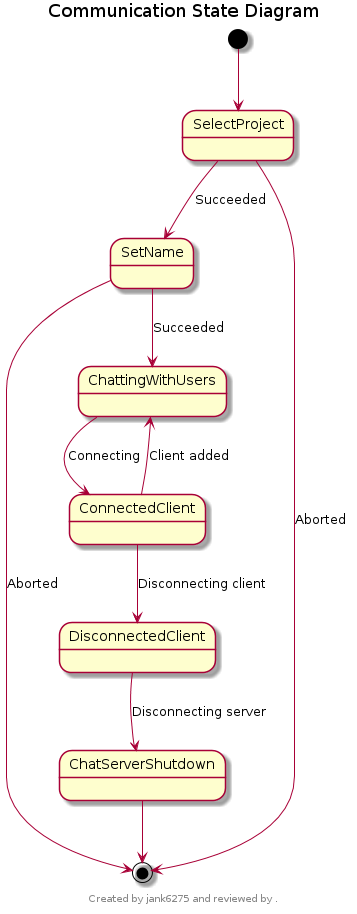 Communication State Diagram
SelectProject
Succeeded
SetName
Succeeded
ChattingWithUsers
Connecting
Client added
ConnectedClient
Aborted
Aborted
Disconnecting client
DisconnectedClient
Disconnecting server
ChatServerShutdown
Created by jank6275 and reviewed by .